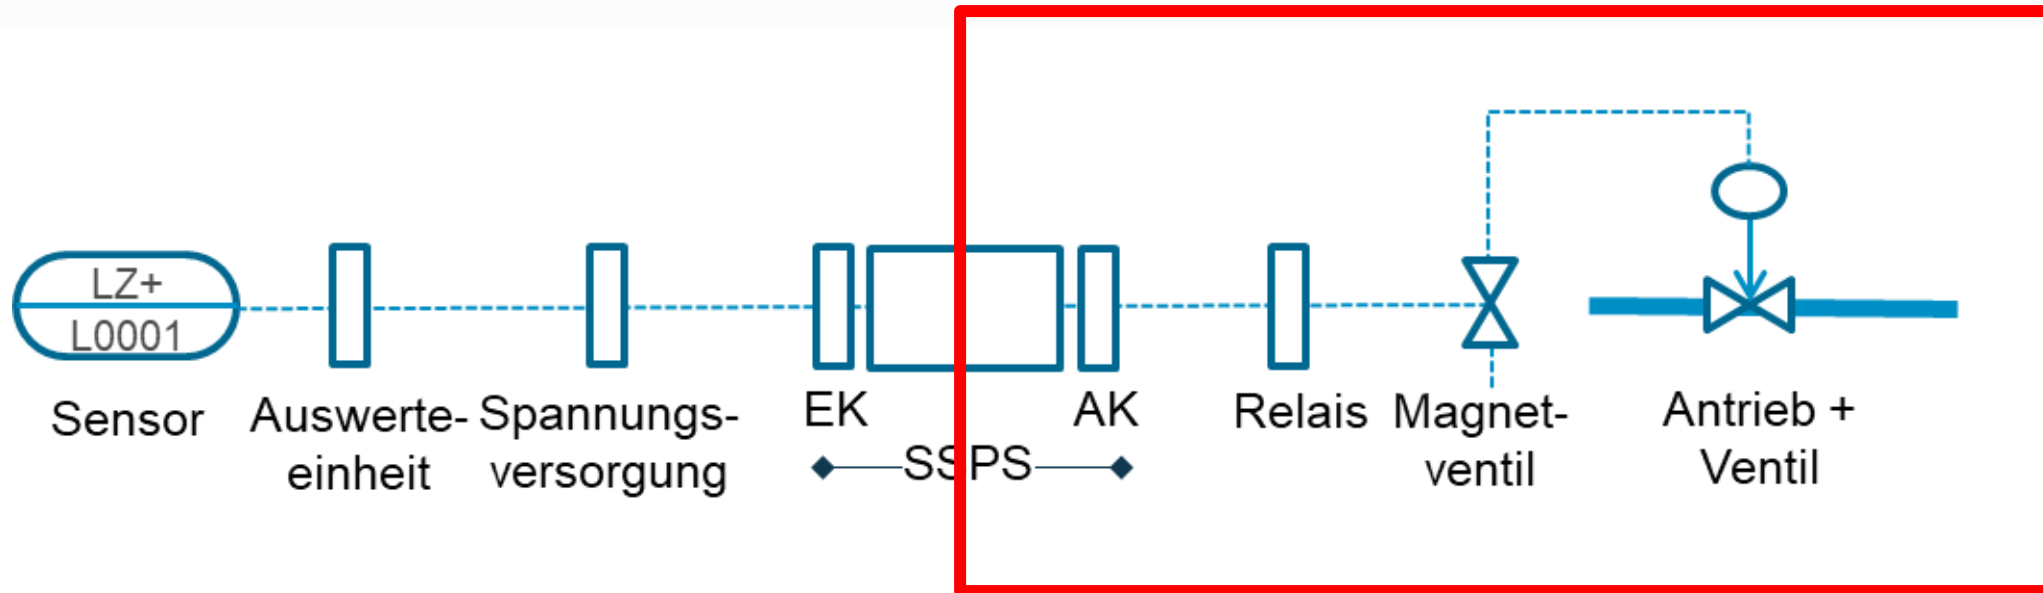 LZ+
L0001
Sensor
Auswerte-
einheit
Spannungs-
versorgung
EK
AK
SSPS
Relais
Magnet-
ventil
Antrieb +
Ventil